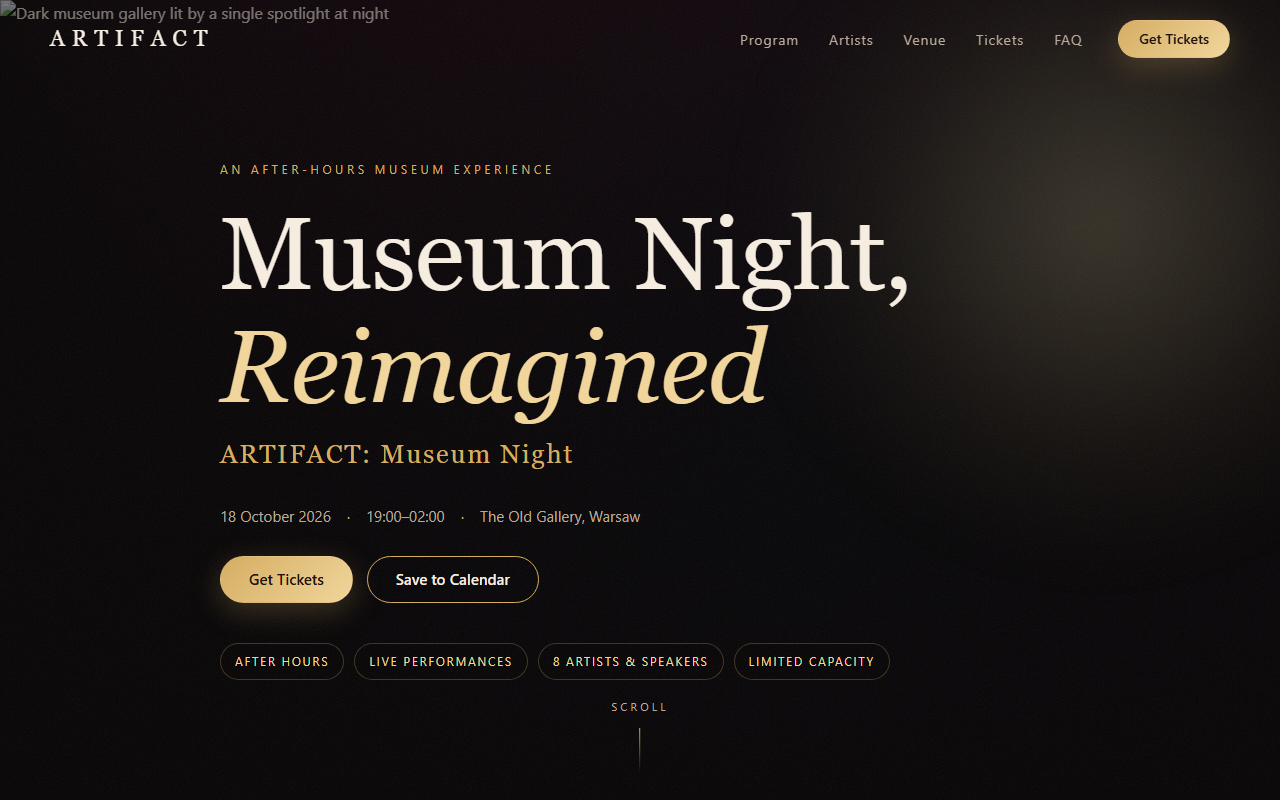 Dark museum gallery lit by a single spotlight at night
ARTIFACT
Program
Artists
Venue
Tickets
FAQ
Get Tickets
AN AFTER-HOURS MUSEUM EXPERIENCE
Museum Night,
Reimagined
ARTIFACT: Museum Night
18 October 2026 · 19:00–02:00 · The Old Gallery, Warsaw
Get Tickets
Save to Calendar
AFTER HOURS
LIVE PERFORMANCES
8 ARTISTS & SPEAKERS
LIMITED CAPACITY
SCROLL